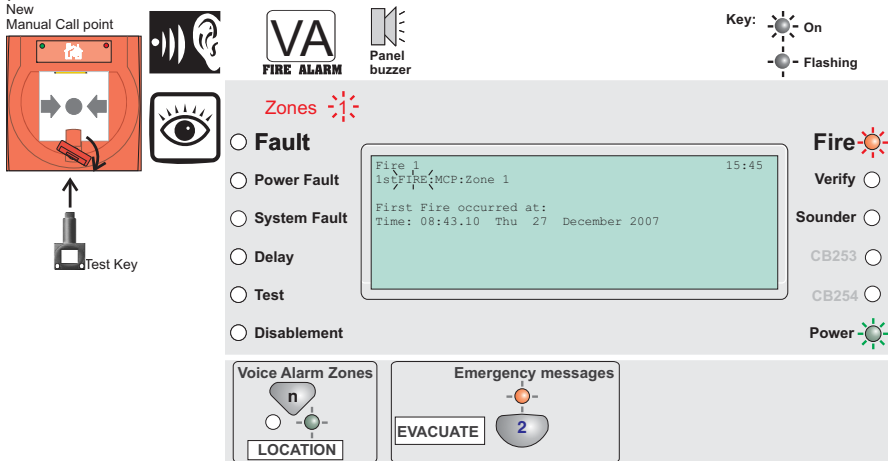 New
Manual Call point
Test Key
VA
FIRE ALARM
Panel
buzzer
Key:
On
Flashing
Zones 1
Fault
Power Fault
System Fault
Delay
Test
Disablement
Fire 1 15:45
1stFIRE:MCP:Zone 1
First Fire occurred at:
Time: 08:43.10 Thu 27 December 2007
Fire
Verify
Sounder
CB253
CB254
Power
Voice Alarm Zones
n
LOCATION
Emergency messages
EVACUATE
2